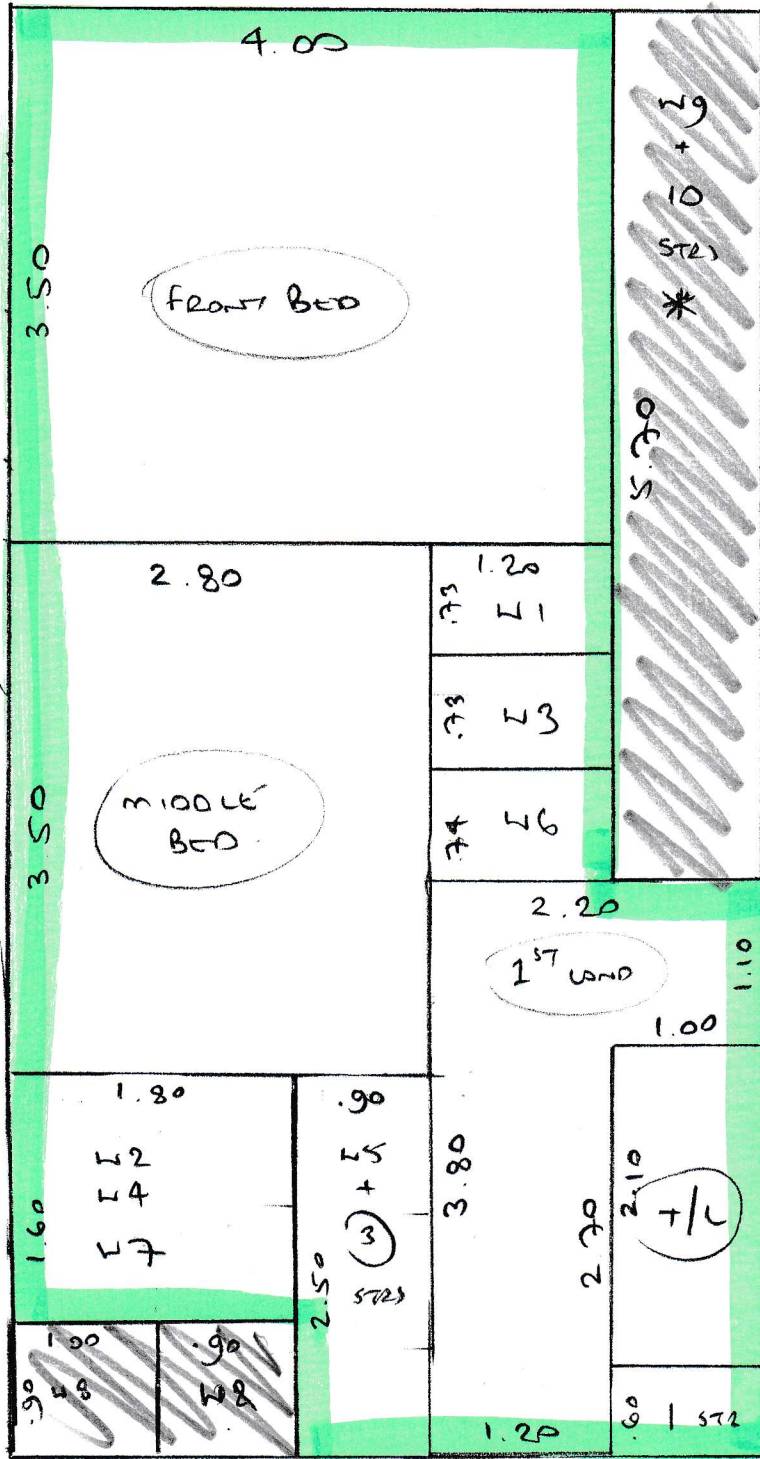 4.00
3.50
FRONT BED
W9
+
10
STRS
*
5.70
2.80
3.50
MIDDLE
BED
1.20
.73
W1
.73
W3
.74
W6
2.20
1ST LAND
1.10
1.00
1.80
1.60
W2
W4
W7
.90
3 + W5
STRS
2.50
3.80
2.70
2.10
T/L
1.00
.90
W8
.90
W8
1.20
.60
1 STR